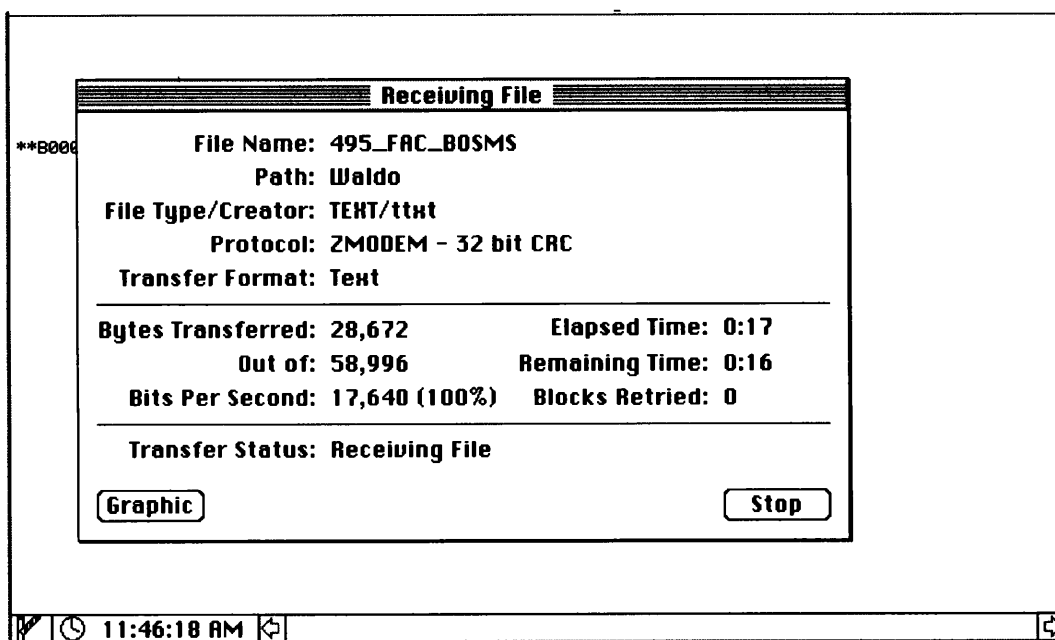 Receiving File
**B000
File Name: 495_FAC_BOSMS
Path: Waldo
File Type/Creator: TEXT/ttxt
Protocol: ZMODEM - 32 bit CRC
Transfer Format: Text
Bytes Transferred: 28,672 Elapsed Time: 0:17
Out of: 58,996 Remaining Time: 0:16
Bits Per Second: 17,640 (100%) Blocks Retried: 0
Transfer Status: Receiving File
Graphic Stop
11:46:18 AM